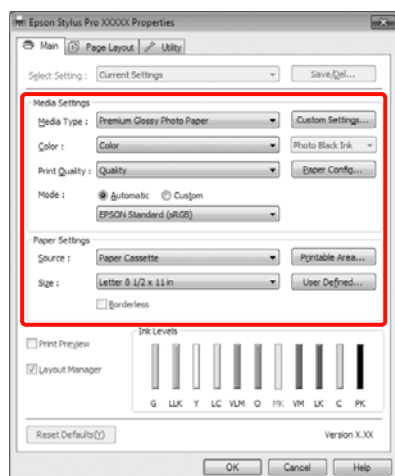 Epson Stylus Pro XXXXX Properties
Main Page Layout Utility
Select Setting : Current Settings Save/Del...
Media Settings
Media Type : Premium Glossy Photo Paper Custom Settings...
Color : Color Photo Black Ink
Print Quality : Quality Paper Config...
Mode : Automatic Custom
EPSON Standard (sRGB)
Paper Settings
Source : Paper Cassette Printable Area...
Size : Letter 8 1/2 x 11 in User Defined...
Borderless
Ink Levels
Print Preview
Layout Manager
G LLK Y LC VLM O MK VM LK C PK
Reset Defaults(Y) Version X.XX
OK Cancel Help